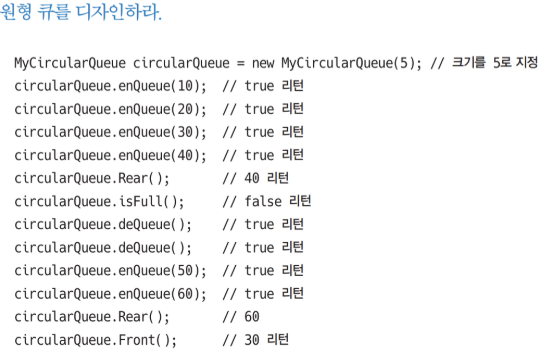 원형 큐를 디자인하라.
MyCircularQueue circularQueue = new MyCircularQueue(5); // 크기를 5로 지정
circularQueue.enQueue(10); // true 리턴
circularQueue.enQueue(20); // true 리턴
circularQueue.enQueue(30); // true 리턴
circularQueue.enQueue(40); // true 리턴
circularQueue.Rear(); // 40 리턴
circularQueue.isFull(); // false 리턴
circularQueue.deQueue(); // true 리턴
circularQueue.deQueue(); // true 리턴
circularQueue.enQueue(50); // true 리턴
circularQueue.enQueue(60); // true 리턴
circularQueue.Rear(); // 60
circularQueue.Front(); // 30 리턴